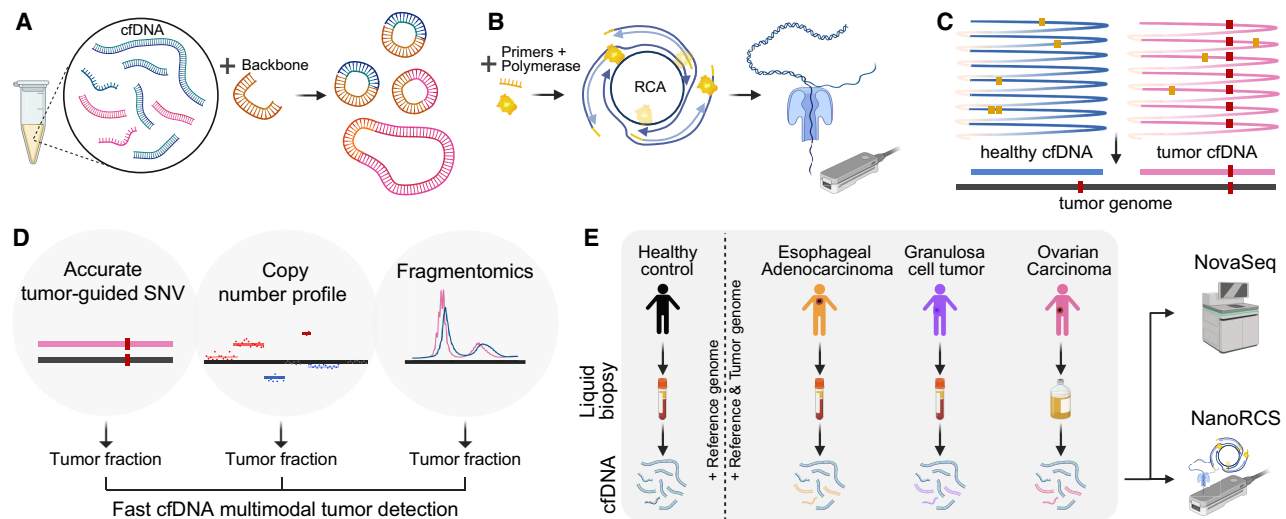 A
cfDNA
+ Backbone
B
+ Primers +
Polymerase
RCA
C
healthy cfDNA
tumor cfDNA
tumor genome
D
Accurate
tumor-guided SNV
Copy
number profile
Fragmentomics
Tumor fraction
Tumor fraction
Tumor fraction
Fast cfDNA multimodal tumor detection
E
Healthy
control
Esophageal
Adenocarcinoma
Granulosa
cell tumor
Ovarian
Carcinoma
Liquid
biopsy
cfDNA
+ Reference genome
+ Reference & Tumor genome
NovaSeq
NanoRCS